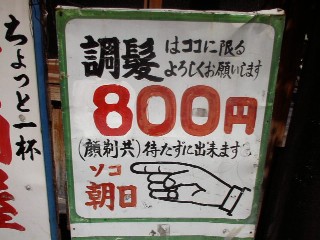 調髪はココに限る
よろしくお願いします
800円
(顔剃共)待たずに出来ます
ソコ
朝日
ちょっと一杯